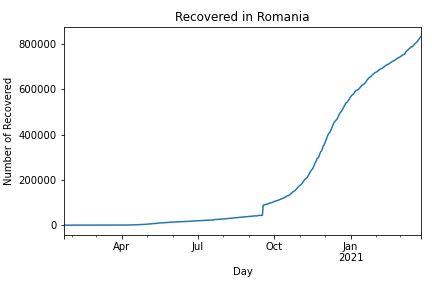 Recovered in Romania
Number of Recovered
800000
600000
400000
200000
0
Apr
Jul
Oct
Jan
2021
Day